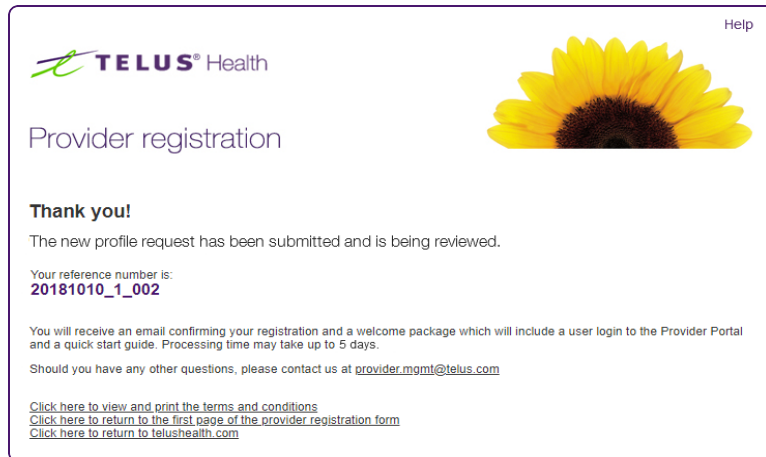 Help
TELUS® Health
Provider registration
Thank you!
The new profile request has been submitted and is being reviewed.
Your reference number is:
20181010_1_002
You will receive an email confirming your registration and a welcome package which will include a user login to the Provider Portal
and a quick start guide. Processing time may take up to 5 days.
Should you have any other questions, please contact us at provider.mgmt@telus.com
Click here to view and print the terms and conditions
Click here to return to the first page of the provider registration form
Click here to return to telushealth.com